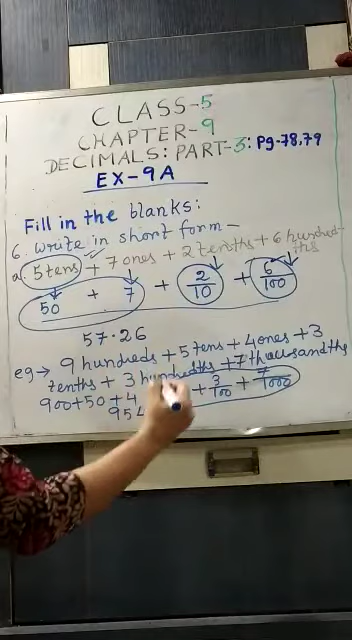 CLASS-5
CHAPTER-9
DECIMALS: PART-3: Pg-78,79
EX-9A
Fill in the blanks:
6. Write in short form-
a. 5 tens + 7 ones + 2 tenths + 6 hundredths
50 + 7 + 2/10 + 6/100
57.26
eg → 9 hundreds + 5 tens + 4 ones + 3
tenths + 3 hundredths + 7 thousandths
900+50+4 + 3/100 + 7/1000
954